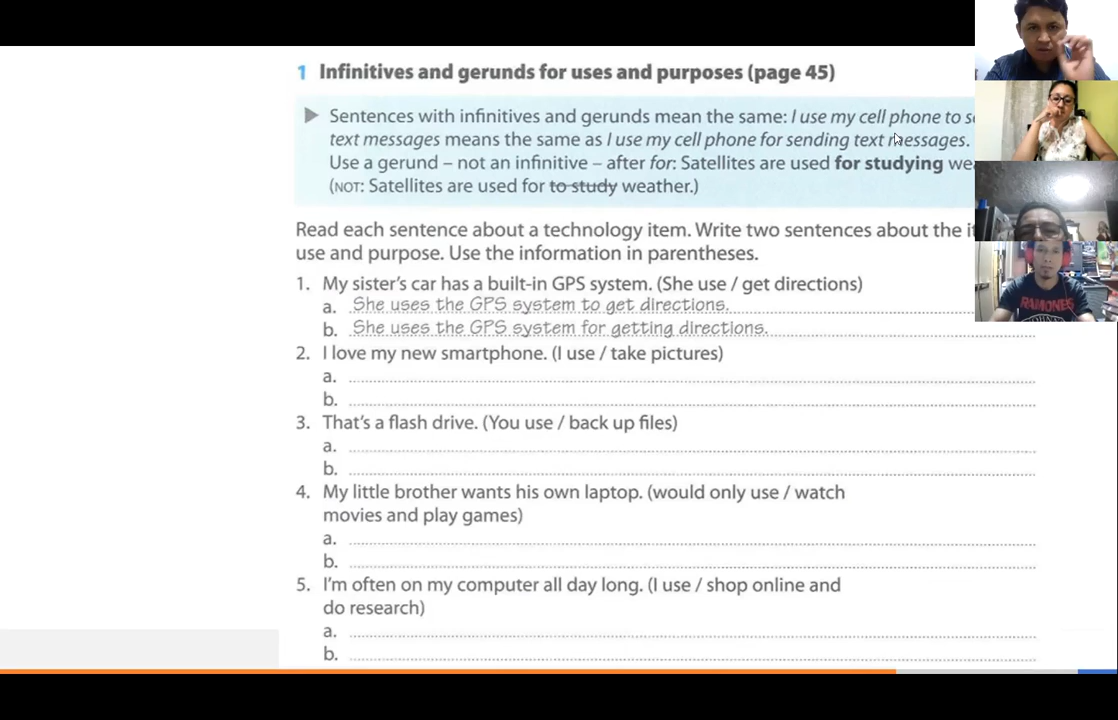 1 Infinitives and gerunds for uses and purposes (page 45)
▶ Sentences with infinitives and gerunds mean the same: I use my cell phone to s
text messages means the same as I use my cell phone for sending text messages.
Use a gerund – not an infinitive – after for: Satellites are used for studying we
(NOT: Satellites are used for to study weather.)
Read each sentence about a technology item. Write two sentences about the i
use and purpose. Use the information in parentheses.
1. My sister's car has a built-in GPS system. (She use / get directions)
a. She uses the GPS system to get directions.
b. She uses the GPS system for getting directions.
2. I love my new smartphone. (I use / take pictures)
a.
b.
3. That's a flash drive. (You use / back up files)
a.
b.
4. My little brother wants his own laptop. (would only use / watch
movies and play games)
a.
b.
5. I'm often on my computer all day long. (I use / shop online and
do research)
a.
b.
RAMONES